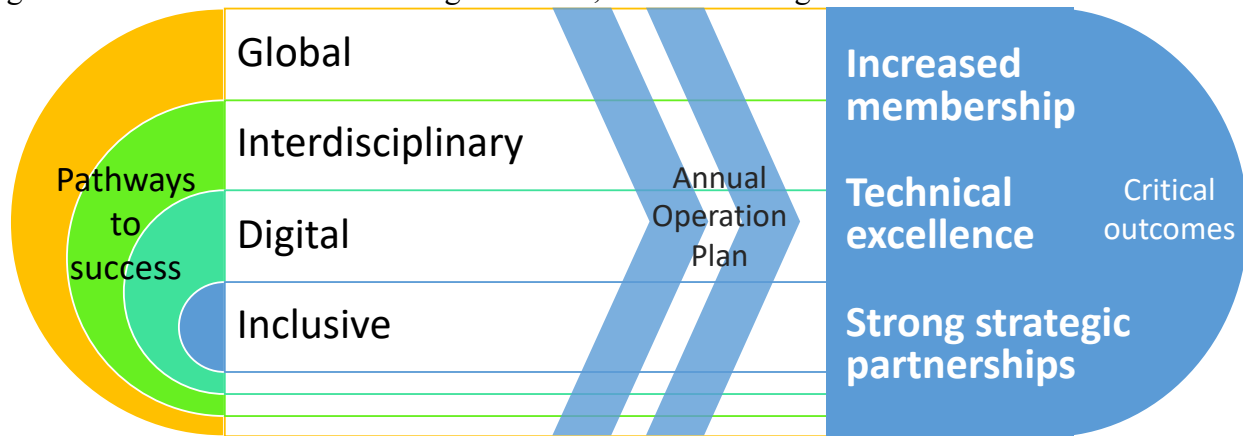 Pathways
to
success
Global
Interdisciplinary
Digital
Inclusive
Annual
Operation
Plan
Increased
membership
Technical
excellence
Strong strategic
partnerships
Critical
outcomes